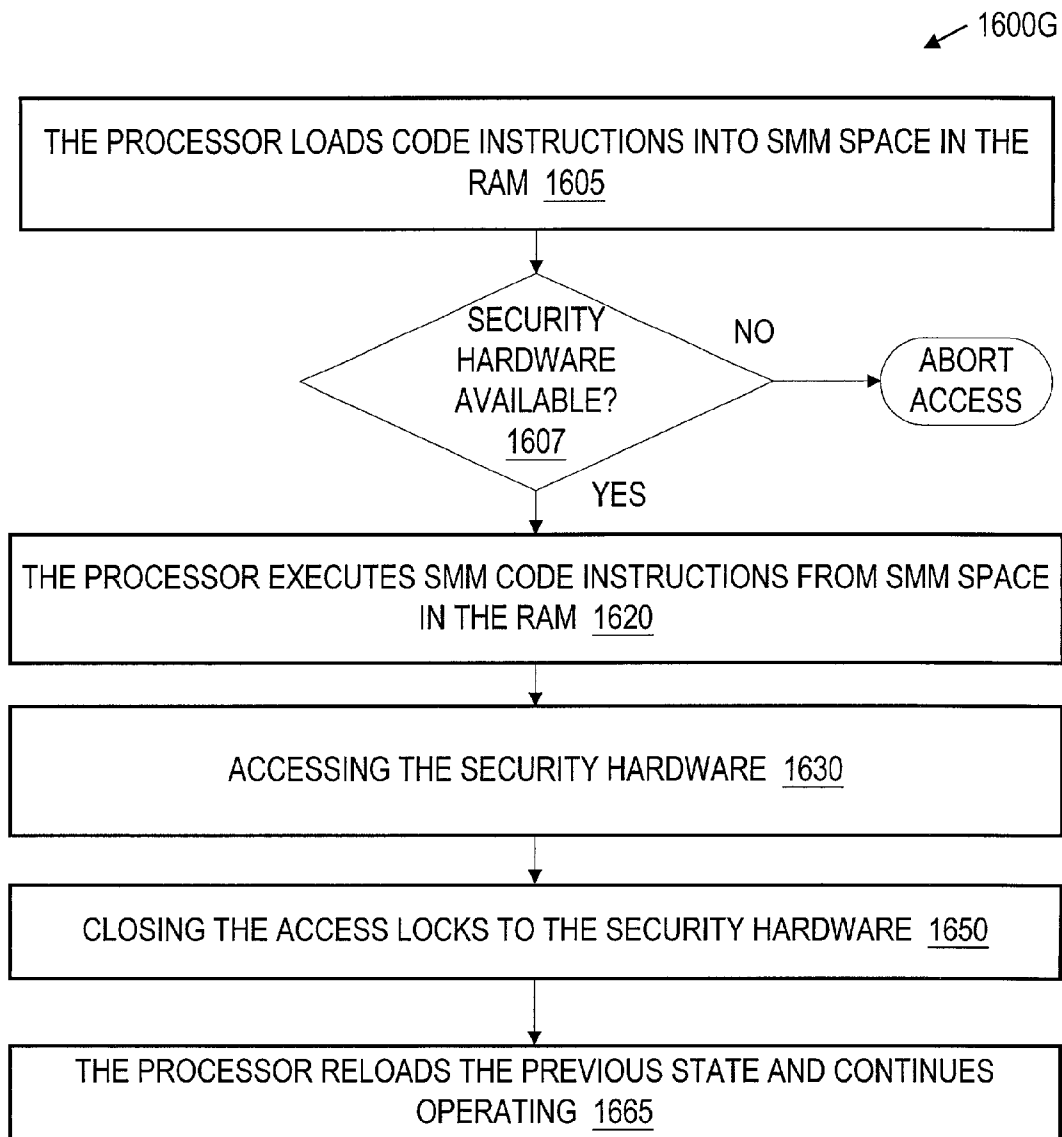 1600G
THE PROCESSOR LOADS CODE INSTRUCTIONS INTO SMM SPACE IN THE
RAM 1605
SECURITY
HARDWARE
AVAILABLE?
1607
NO
ABORT
ACCESS
YES
THE PROCESSOR EXECUTES SMM CODE INSTRUCTIONS FROM SMM SPACE
IN THE RAM 1620
ACCESSING THE SECURITY HARDWARE 1630
CLOSING THE ACCESS LOCKS TO THE SECURITY HARDWARE 1650
THE PROCESSOR RELOADS THE PREVIOUS STATE AND CONTINUES
OPERATING 1665